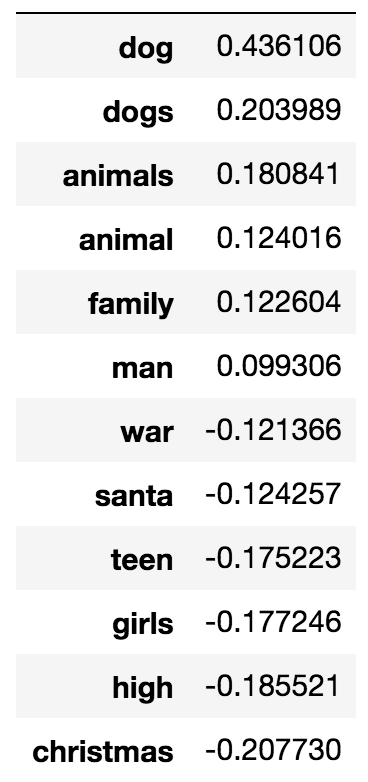 dog 0.436106
dogs 0.203989
animals 0.180841
animal 0.124016
family 0.122604
man 0.099306
war -0.121366
santa -0.124257
teen -0.175223
girls -0.177246
high -0.185521
christmas -0.207730